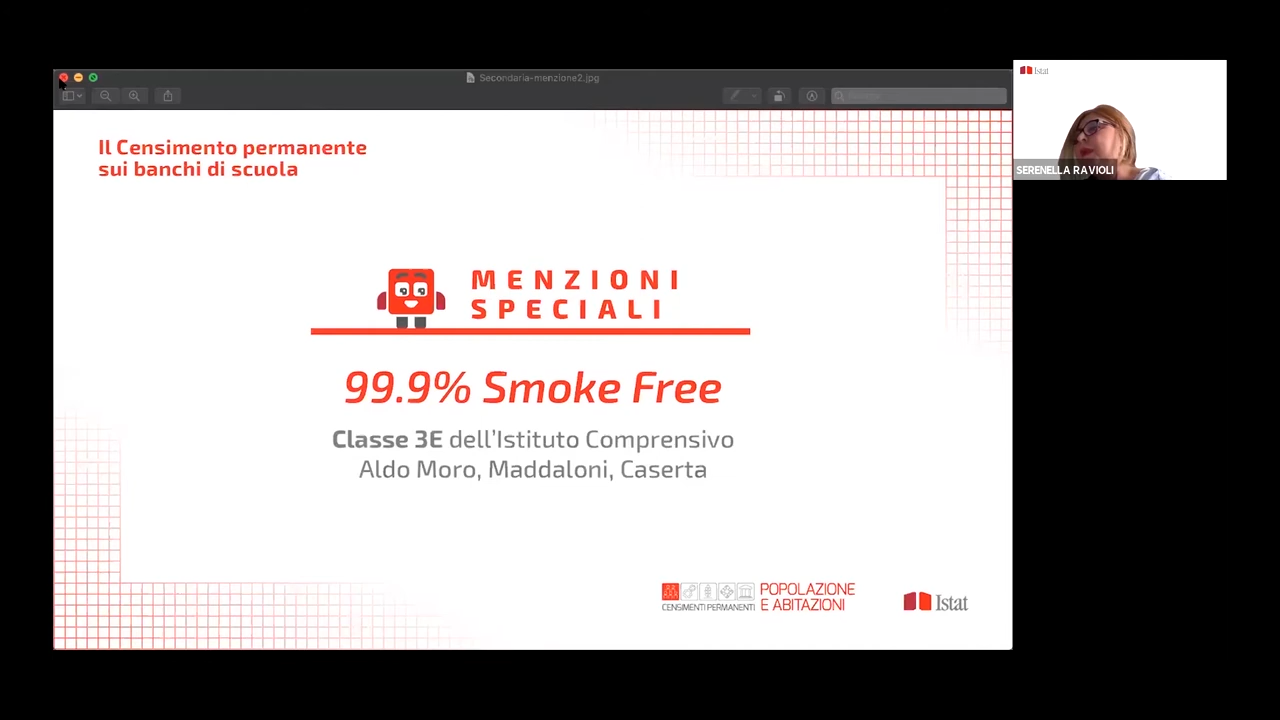 Secondaria-menzione2.jpg
Istat
SERENELLA RAVIOLI
Il Censimento permanente
sui banchi di scuola
MENZIONI
SPECIALI
99.9% Smoke Free
Classe 3E dell'Istituto Comprensivo
Aldo Moro, Maddaloni, Caserta
CENSIMENTI PERMANENTI
POPOLAZIONE
E ABITAZIONI
Istat